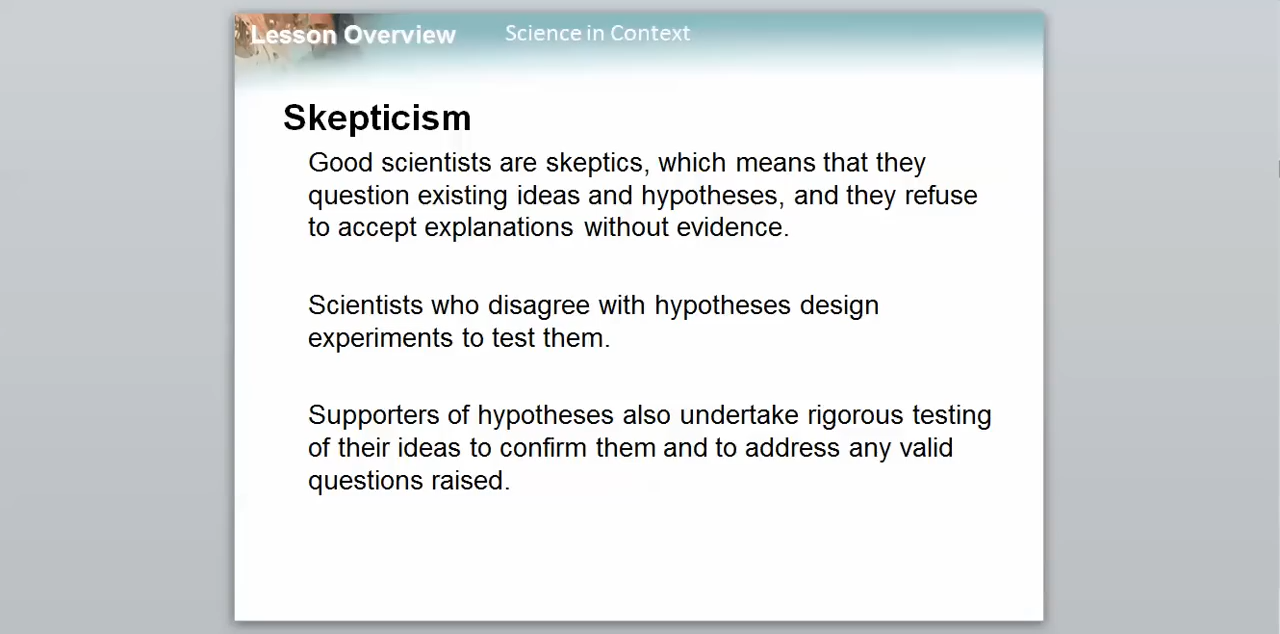 Lesson Overview Science in Context
Skepticism
Good scientists are skeptics, which means that they
question existing ideas and hypotheses, and they refuse
to accept explanations without evidence.
Scientists who disagree with hypotheses design
experiments to test them.
Supporters of hypotheses also undertake rigorous testing
of their ideas to confirm them and to address any valid
questions raised.